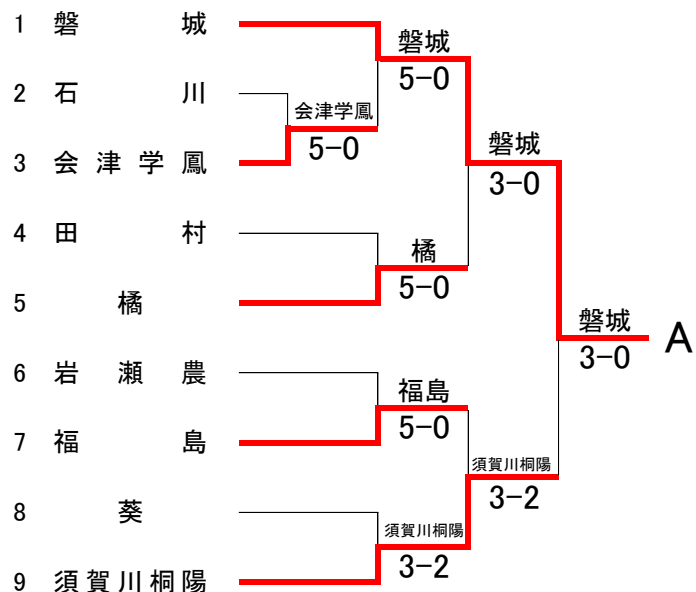 1 磐城
磐城
5-0
2 石川
会津学鳳
5-0
3 会津学鳳
磐城
3-0
4 田村
橘
5-0
5 橘
磐城
3-0
A
6 岩瀬農
福島
5-0
7 福島
須賀川桐陽
3-2
8 葵
須賀川桐陽
3-2
9 須賀川桐陽